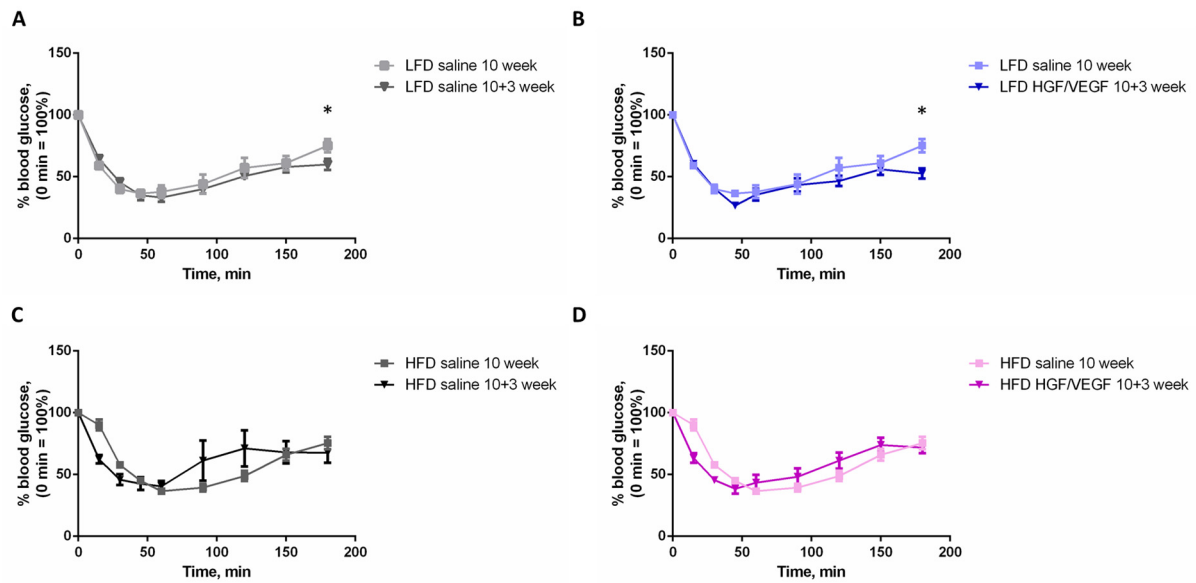 A
150
100
50
0
% blood glucose,
(0 min = 100%)
0 50 100 150 200
Time, min
*
LFD saline 10 week
LFD saline 10+3 week
B
150
100
50
0
% blood glucose,
(0 min = 100%)
0 50 100 150 200
Time, min
*
LFD saline 10 week
LFD HGF/VEGF 10+3 week
C
150
100
50
0
% blood glucose,
(0 min = 100%)
0 50 100 150 200
Time, min
HFD saline 10 week
HFD saline 10+3 week
D
150
100
50
0
% blood glucose,
(0 min = 100%)
0 50 100 150 200
Time, min
HFD saline 10 week
HFD HGF/VEGF 10+3 week